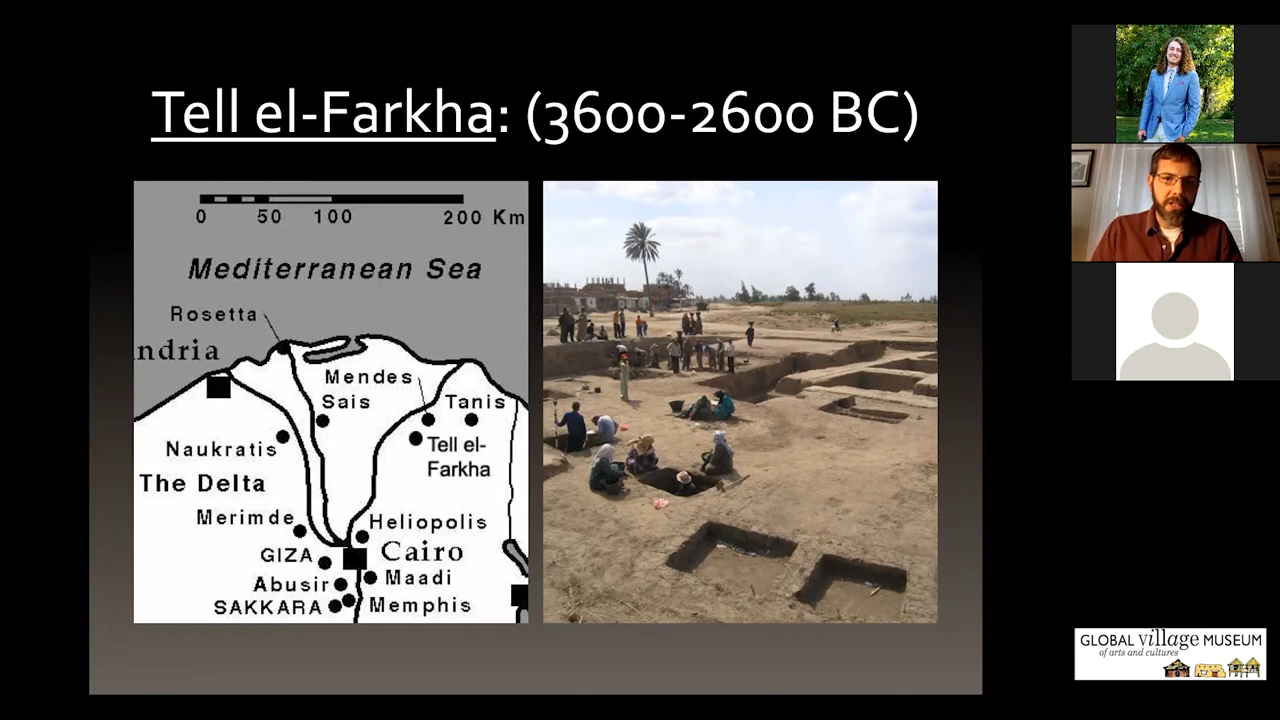 Tell el-Farkha: (3600-2600 BC)
0 50 100 200 Km
Mediterranean Sea
Rosetta
ndria
Mendes
Sais
Tanis
Naukratis
Tell el-
Farkha
The Delta
Merimde
Heliopolis
GIZA
Cairo
Abusir
Maadi
SAKKARA
Memphis
GLOBAL village MUSEUM
of arts and cultures